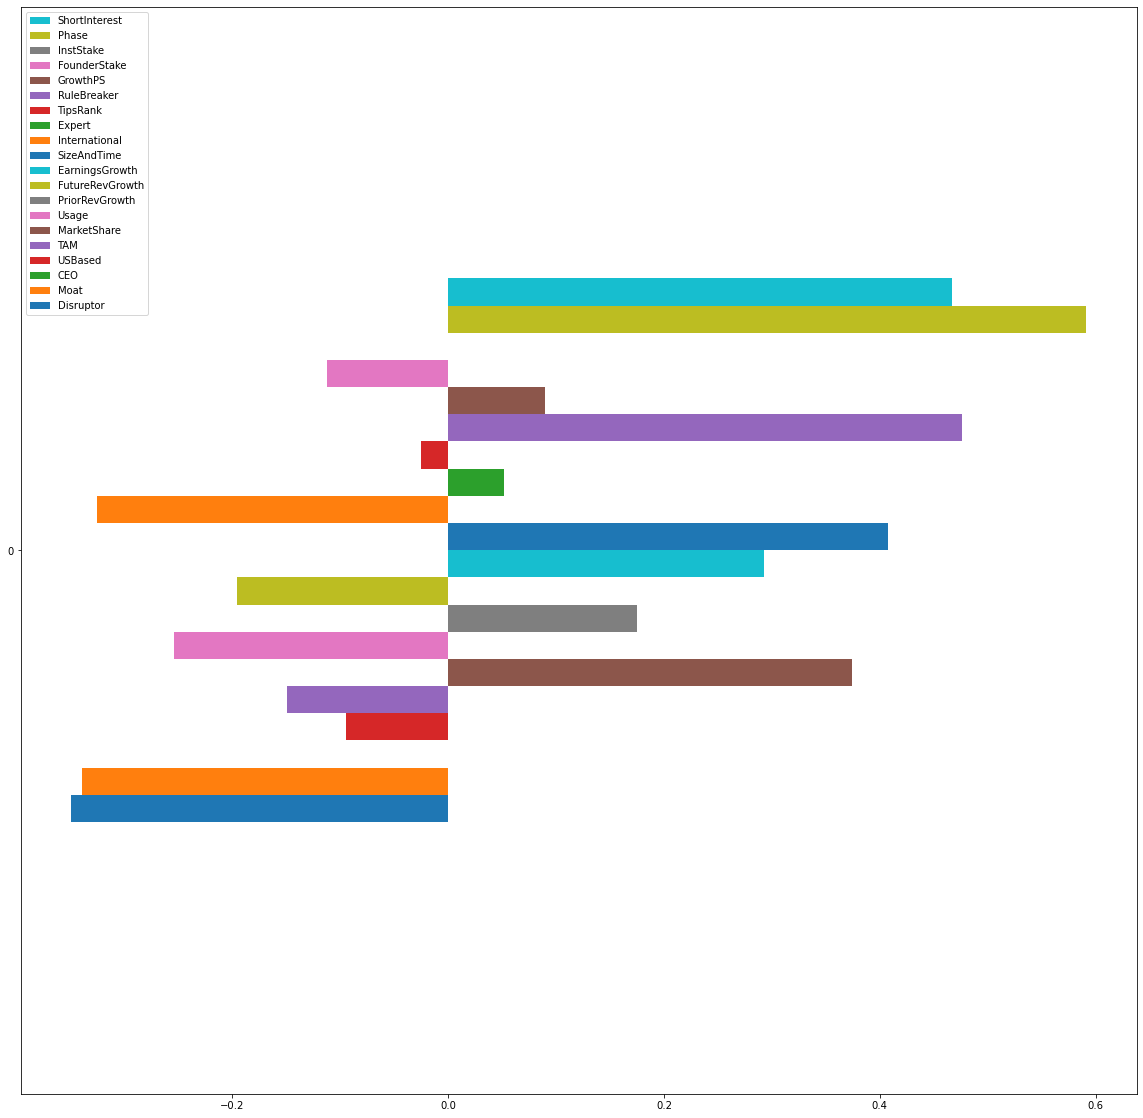 ShortInterest
Phase
InstStake
FounderStake
GrowthPS
RuleBreaker
TipsRank
Expert
International
SizeAndTime
EarningsGrowth
FutureRevGrowth
PriorRevGrowth
Usage
MarketShare
TAM
USBased
CEO
Moat
Disruptor
0
−0.2
0.0
0.2
0.4
0.6